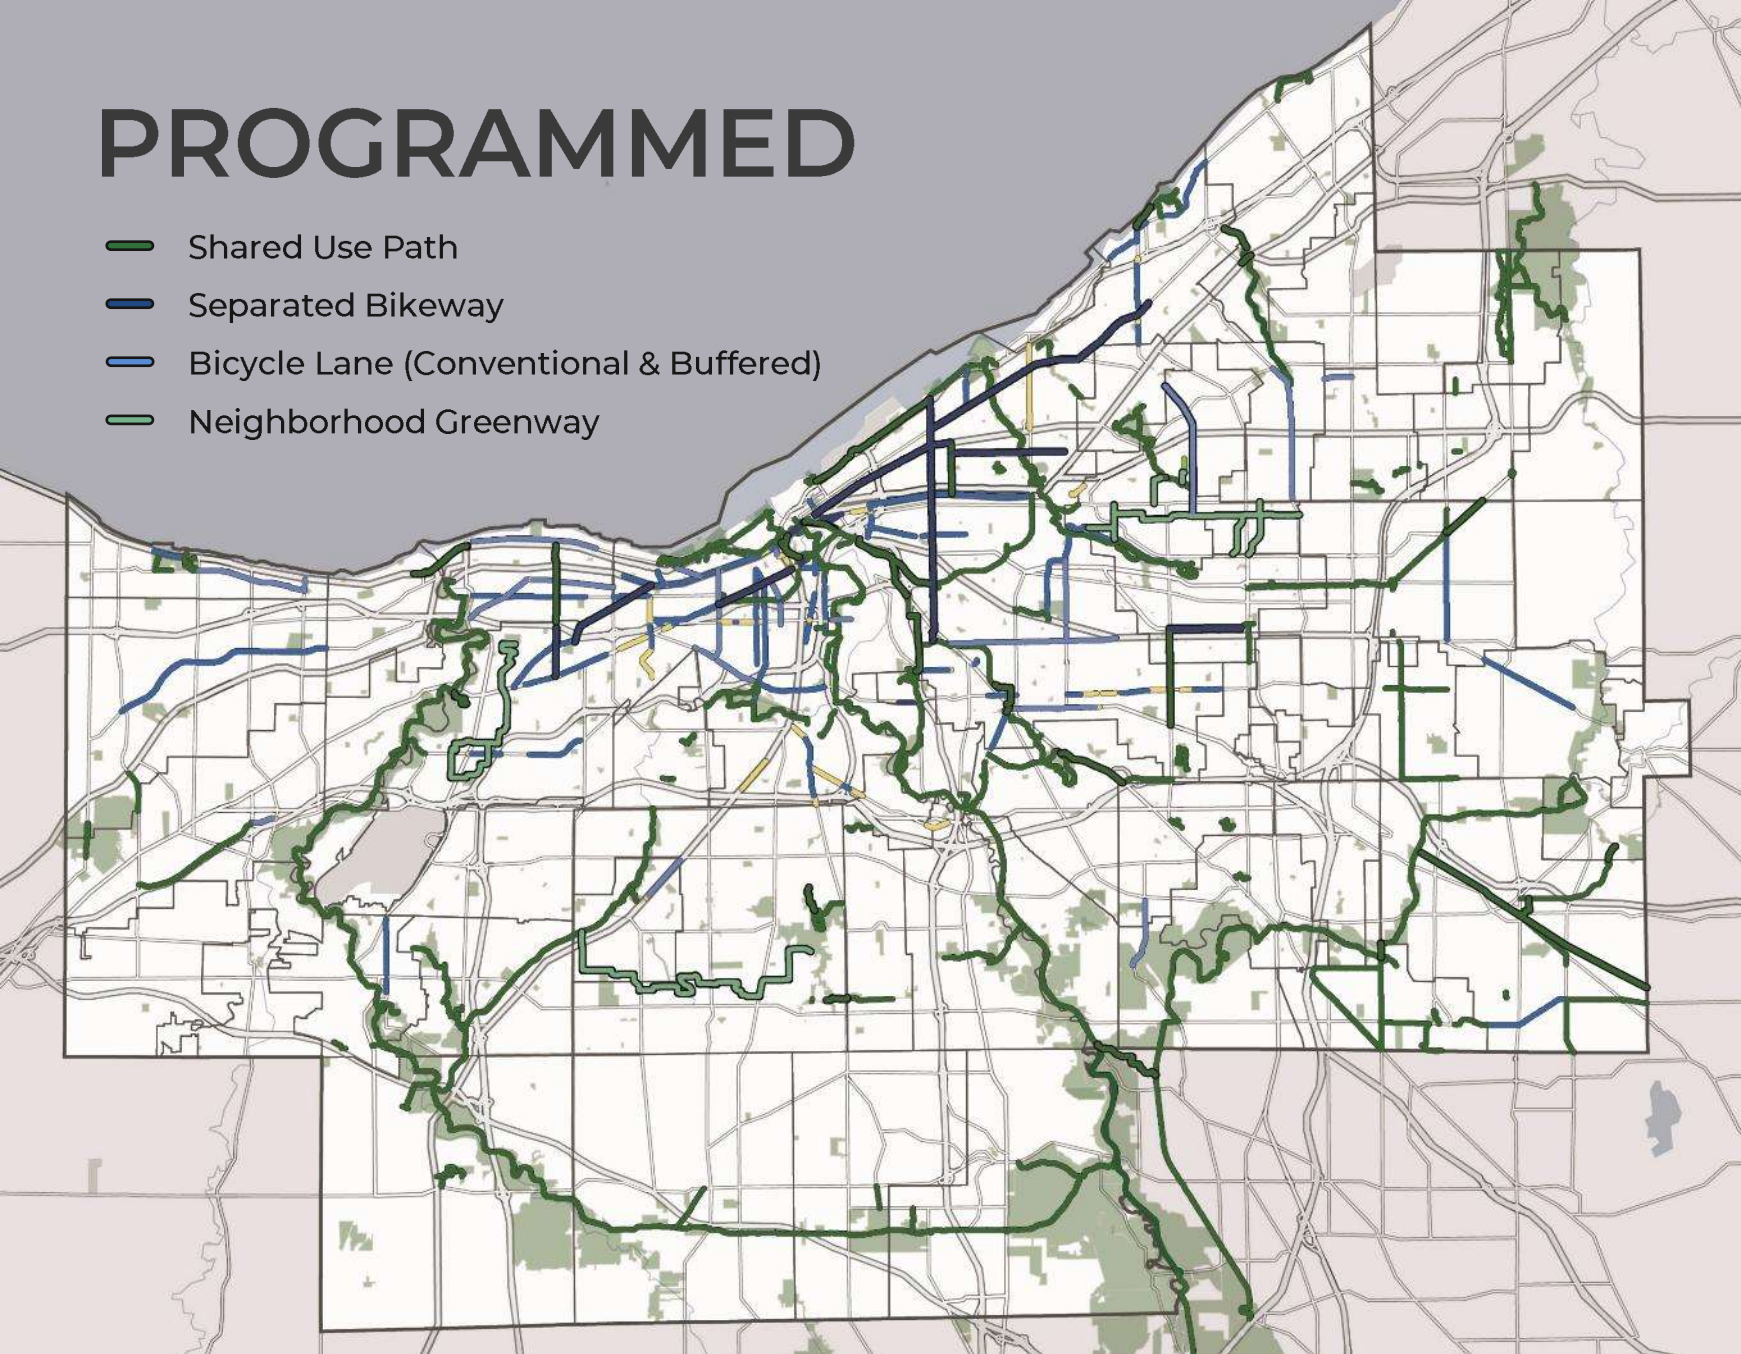 PROGRAMMED
Shared Use Path
Separated Bikeway
Bicycle Lane (Conventional & Buffered)
Neighborhood Greenway